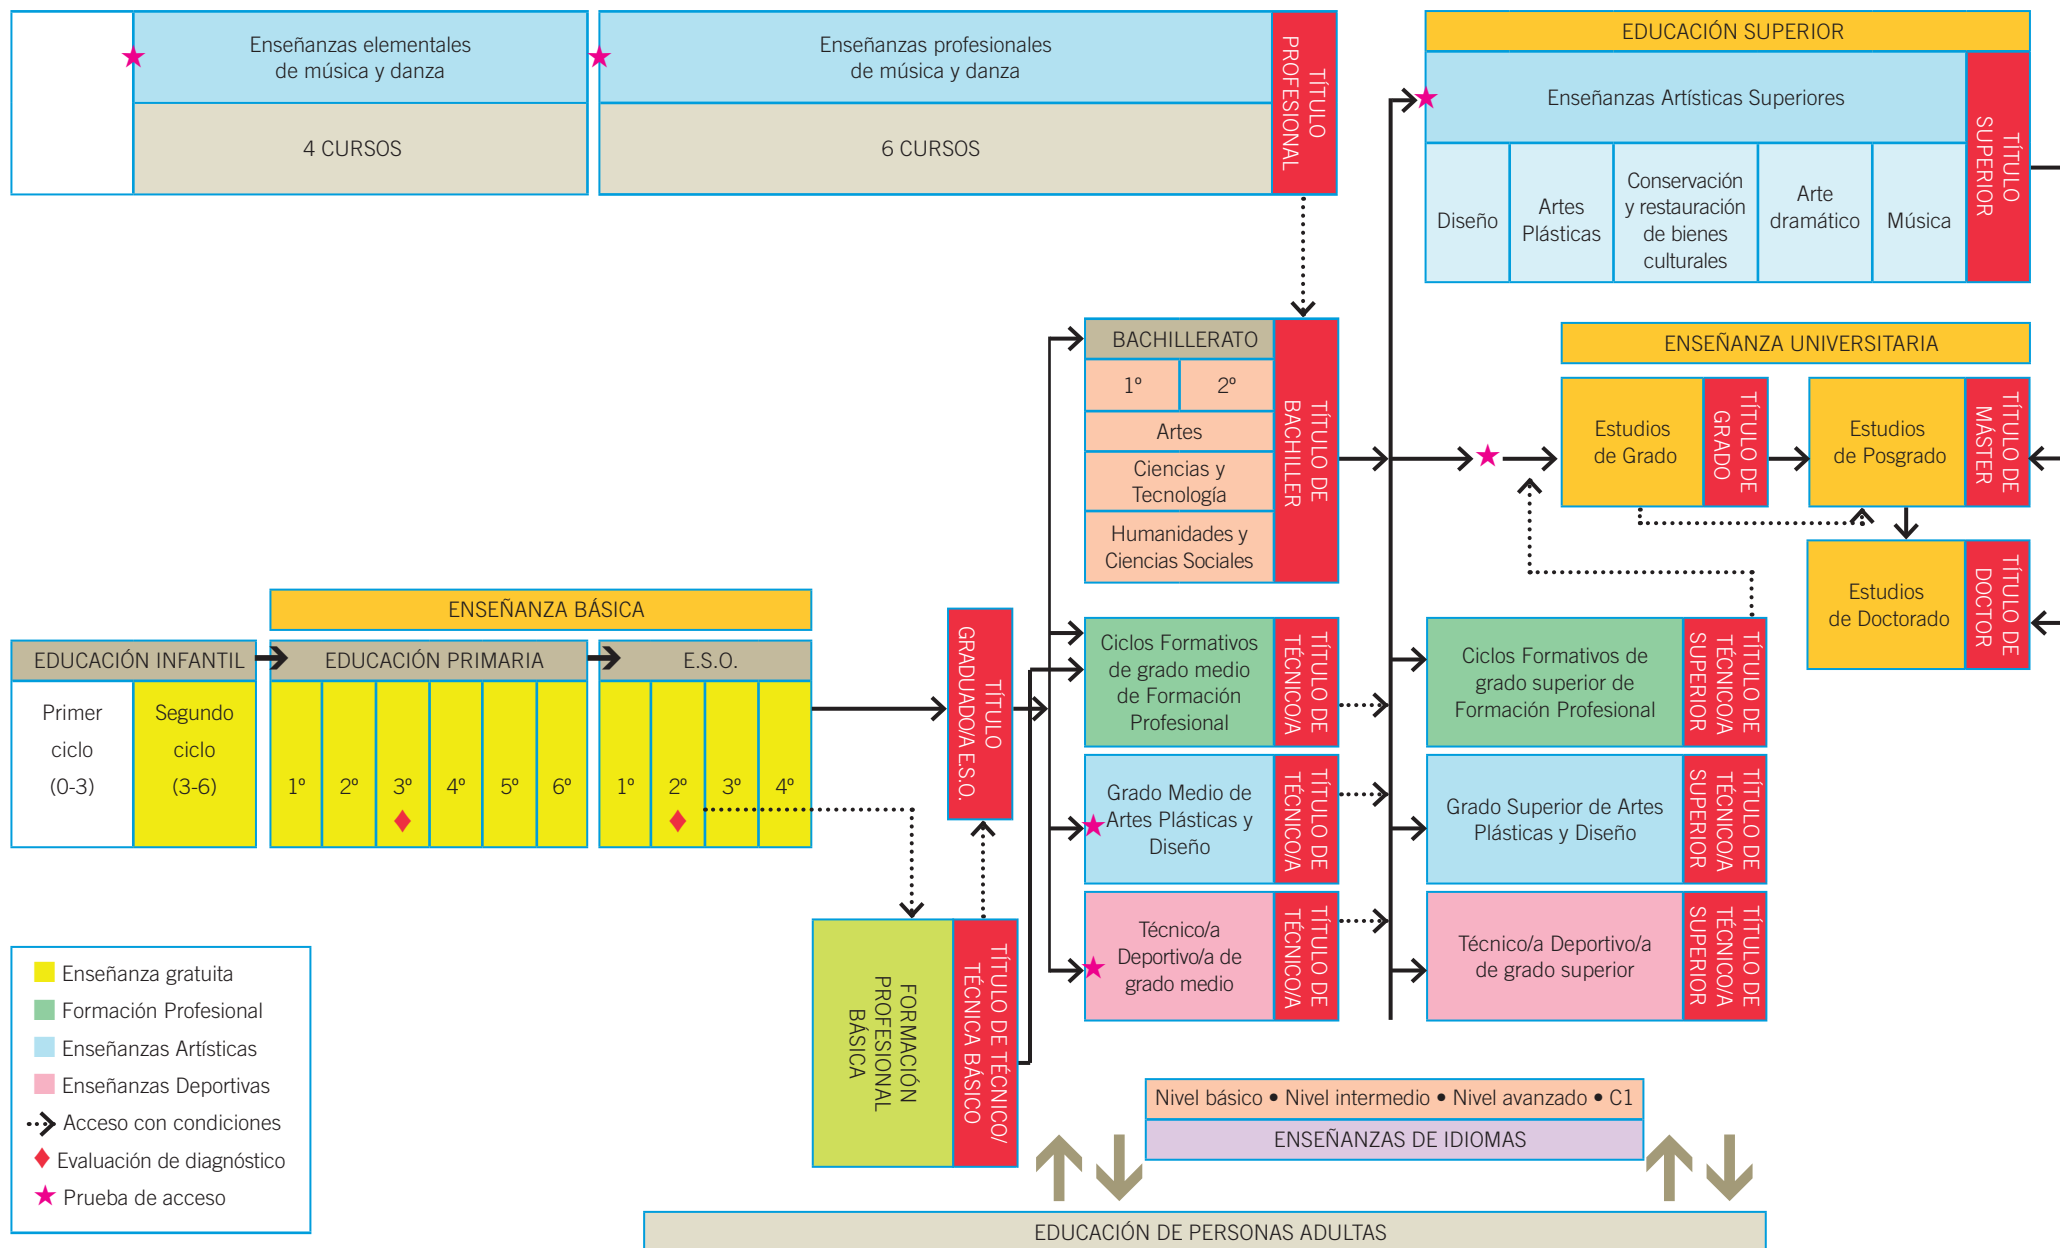 Enseñanzas elementales
de música y danza
4 CURSOS
Enseñanzas profesionales
de música y danza
6 CURSOS
TÍTULO
PROFESIONAL
EDUCACIÓN SUPERIOR
Enseñanzas Artísticas Superiores
Diseño
Artes
Plásticas
Conservación
y restauración
de bienes
culturales
Arte
dramático
Música
TÍTULO
SUPERIOR
BACHILLERATO
1º
2º
Artes
Ciencias y
Tecnología
Humanidades y
Ciencias Sociales
TÍTULO DE
BACHILLER
ENSEÑANZA UNIVERSITARIA
Estudios
de Grado
TÍTULO DE
GRADO
Estudios
de Posgrado
TÍTULO DE
MÁSTER
Estudios
de Doctorado
TÍTULO DE
DOCTOR
ENSEÑANZA BÁSICA
EDUCACIÓN INFANTIL
Primer
ciclo
(0-3)
Segundo
ciclo
(3-6)
EDUCACIÓN PRIMARIA
1º
2º
3º
4º
5º
6º
E.S.O.
1º
2º
3º
4º
TÍTULO
GRADUADO/A E.S.O.
Ciclos Formativos
de grado medio
de Formación
Profesional
TÍTULO DE
TÉCNICO/A
Ciclos Formativos de
grado superior de
Formación Profesional
TÍTULO DE
TÉCNICO/A
SUPERIOR
Grado Medio de
Artes Plásticas y
Diseño
TÍTULO DE
TÉCNICO/A
Grado Superior de Artes
Plásticas y Diseño
TÍTULO DE
TÉCNICO/A
SUPERIOR
Técnico/a
Deportivo/a de
grado medio
TÍTULO DE
TÉCNICO/A
Técnico/a Deportivo/a
de grado superior
TÍTULO DE
TÉCNICO/A
SUPERIOR
FORMACIÓN
PROFESIONAL
BÁSICA
TÍTULO DE TÉCNICO/
TÉCNICA BÁSICO
Enseñanza gratuita
Formación Profesional
Enseñanzas Artísticas
Enseñanzas Deportivas
Acceso con condiciones
Evaluación de diagnóstico
Prueba de acceso
Nivel básico • Nivel intermedio • Nivel avanzado • C1
ENSEÑANZAS DE IDIOMAS
EDUCACIÓN DE PERSONAS ADULTAS